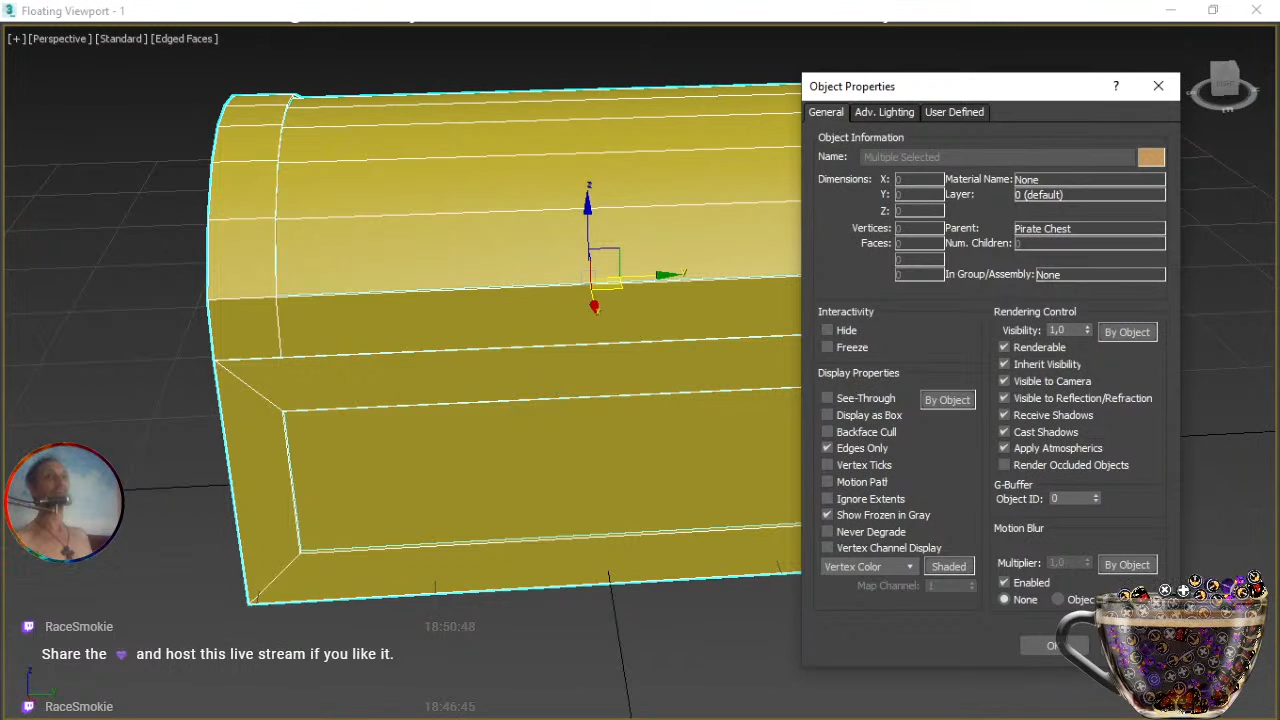 Floating Viewport - 1
[+] [Perspective] [Standard] [Edged Faces]
Object Properties
?
General
Adv. Lighting
User Defined
Object Information
Name: Multiple Selected
Dimensions: X: 0 Material Name: None
Y: 0 Layer: 0 (default)
Z: 0
Vertices: 0 Parent: Pirate Chest
Faces: 0 Num. Children: 0
0
0 In Group/Assembly: None
Interactivity
Hide
Freeze
Display Properties
See-Through
By Object
Display as Box
Backface Cull
Edges Only
Vertex Ticks
Motion Path
Ignore Extents
Show Frozen in Gray
Never Degrade
Vertex Channel Display
Vertex Color
Shaded
Map Channel: 1
Rendering Control
Visibility: 1,0 By Object
Renderable
Inherit Visibility
Visible to Camera
Visible to Reflection/Refraction
Receive Shadows
Cast Shadows
Apply Atmospherics
Render Occluded Objects
G-Buffer
Object ID: 0
Motion Blur
Multiplier: 1,0 By Object
Enabled
None
Objec
RIGHT
z
y
RaceSmokie 18:50:48
Share the and host this live stream if you like it.
z
RaceSmokie 18:46:45